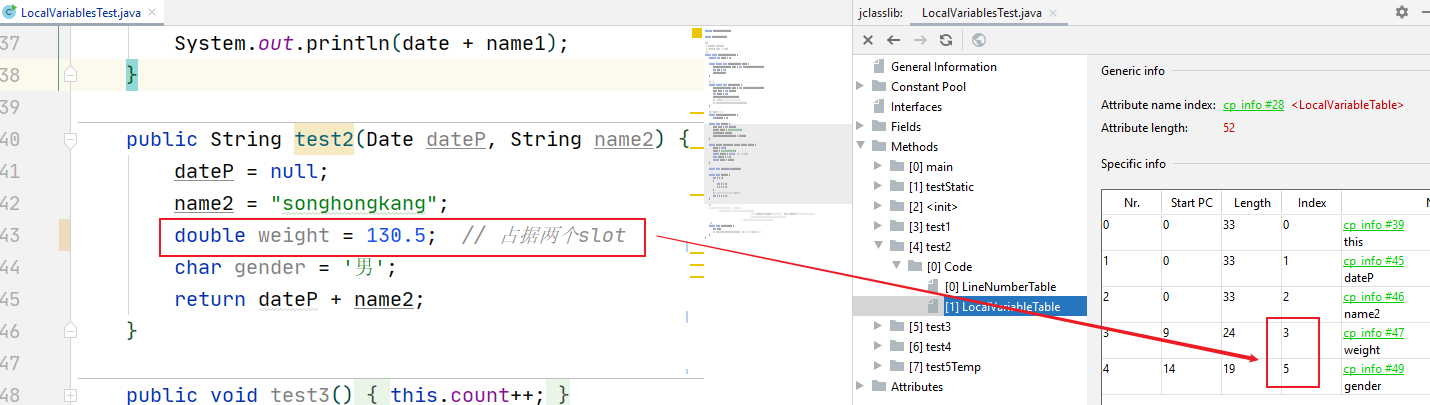 LocalVariablesTest.java
37 System.out.println(date + name1);
38 }
39
40 public String test2(Date dateP, String name2) {
41 dateP = null;
42 name2 = "songhongkang";
43 double weight = 130.5; // 占据两个slot
44 char gender = '男';
45 return dateP + name2;
46 }
47
48 public void test3() { this.count++; }
jclasslib: LocalVariablesTest.java
General Information
Constant Pool
Interfaces
Fields
Methods
[0] main
[1] testStatic
[2] <init>
[3] test1
[4] test2
[0] Code
[0] LineNumberTable
[1] LocalVariableTable
[5] test3
[6] test4
[7] test5Temp
Attributes
Generic info
Attribute name index: cp info #28 <LocalVariableTable>
Attribute length: 52
Specific info
Nr. Start PC Length Index N
0 0 33 0 cp info #39
this
1 0 33 1 cp info #45
dateP
2 0 33 2 cp info #46
name2
3 9 24 3 cp info #47
weight
4 14 19 5 cp info #49
gender